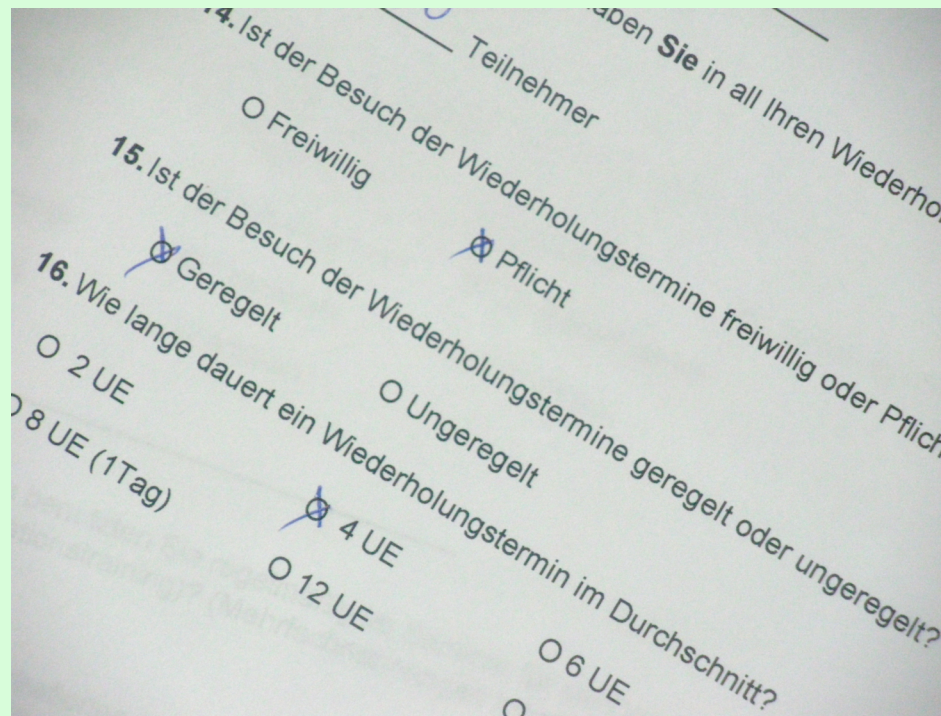 aben Sie in all Ihren Wiederho
Teilnehmer
14. Ist der Besuch der Wiederholungstermine freiwillig oder Pflich
O Freiwillig O Pflicht
15. Ist der Besuch der Wiederholungstermine geregelt oder ungeregelt?
O Geregelt O Ungeregelt
16. Wie lange dauert ein Wiederholungstermin im Durchschnitt?
O 2 UE O 4 UE O 6 UE
O 8 UE (1Tag) O 12 UE O